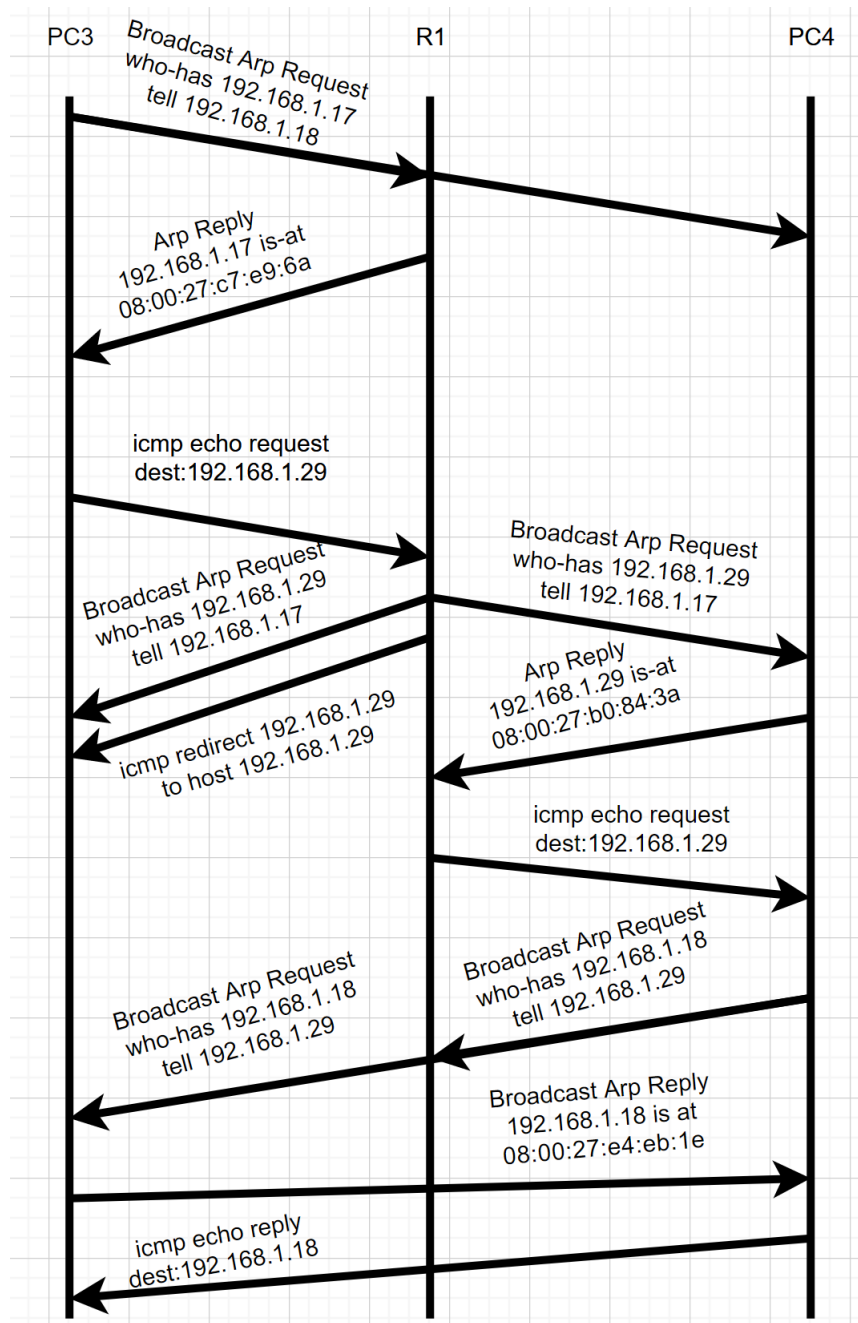 PC3
R1
PC4
Broadcast Arp Request
who-has 192.168.1.17
tell 192.168.1.18
Arp Reply
192.168.1.17 is-at
08:00:27:c7:e9:6a
icmp echo request
dest:192.168.1.29
Broadcast Arp Request
who-has 192.168.1.29
tell 192.168.1.17
Broadcast Arp Request
who-has 192.168.1.29
tell 192.168.1.17
icmp redirect 192.168.1.29
to host 192.168.1.29
Arp Reply
192.168.1.29 is-at
08:00:27:b0:84:3a
icmp echo request
dest:192.168.1.29
Broadcast Arp Request
who-has 192.168.1.18
tell 192.168.1.29
Broadcast Arp Request
who-has 192.168.1.18
tell 192.168.1.29
Broadcast Arp Reply
192.168.1.18 is at
08:00:27:e4:eb:1e
icmp echo reply
dest:192.168.1.18